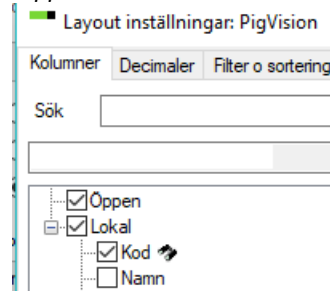 Layout inställningar: PigVision
Kolumner Decimaler Filter o sortering
Sök
Öppen
Lokal
Kod
Namn